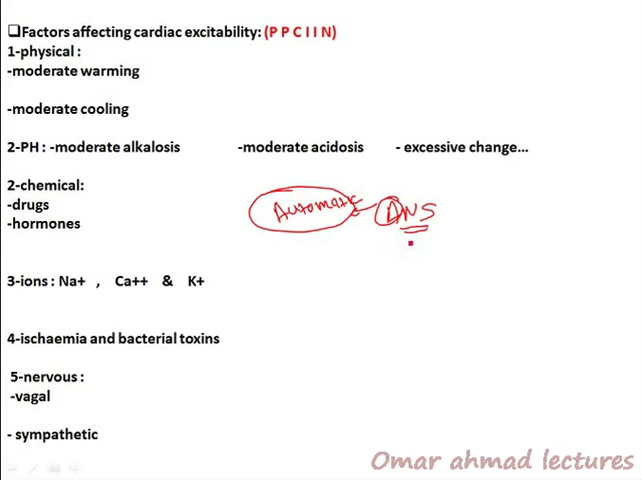 ❑Factors affecting cardiac excitability: (P P C I I N)
1-physical :
-moderate warming
-moderate cooling
2-PH : -moderate alkalosis -moderate acidosis - excessive change...
2-chemical:
-drugs
-hormones
Automatic ANS
3-ions : Na+ , Ca++ & K+
4-ischaemia and bacterial toxins
5-nervous :
-vagal
- sympathetic
Omar ahmad lectures